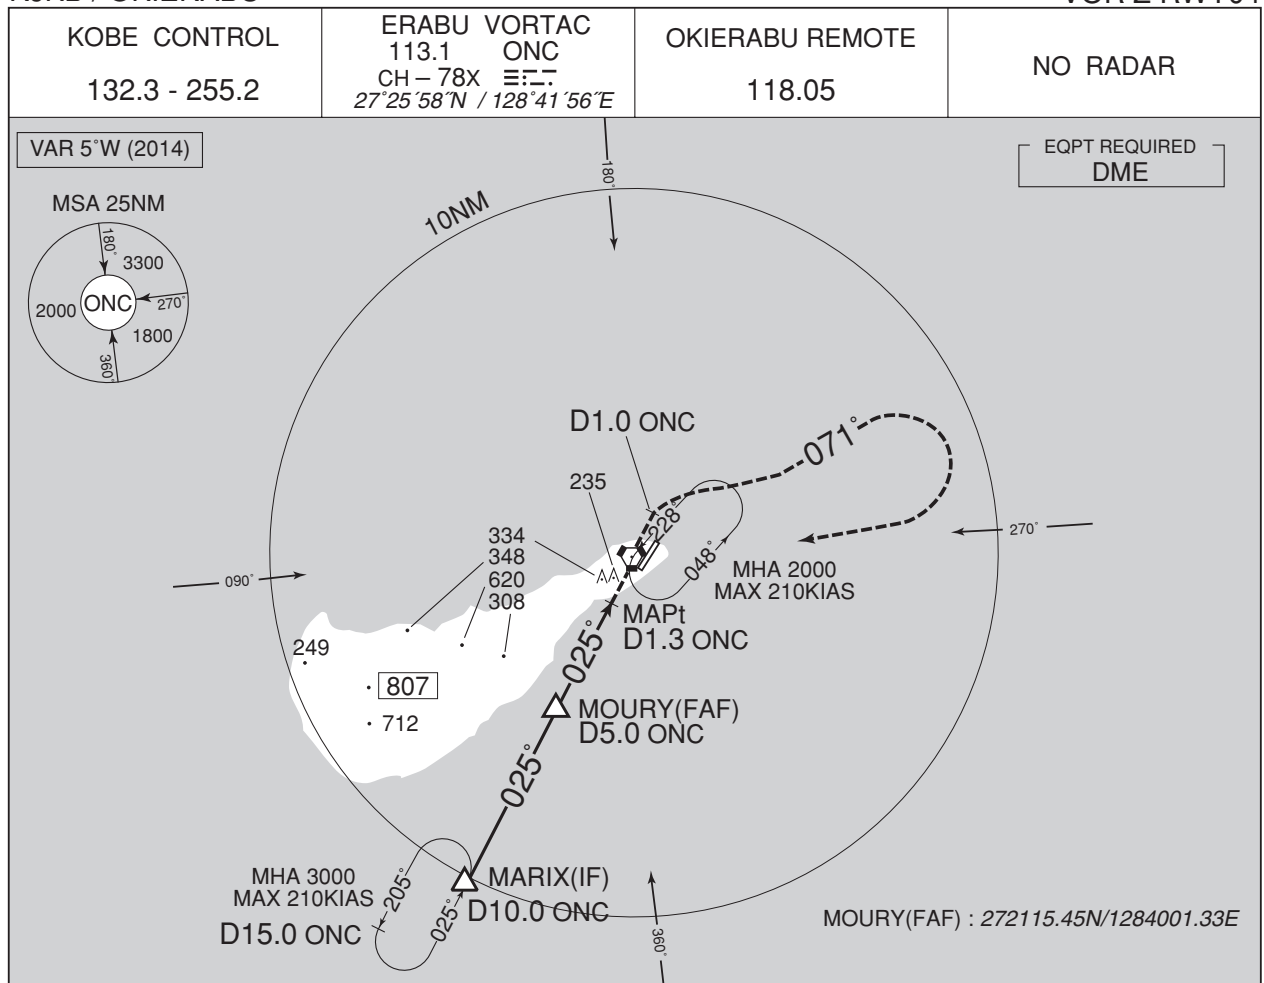 KOBE CONTROL
132.3 - 255.2
ERABU VORTAC
113.1 ONC
CH – 78X
27°25´58˝N / 128°41´56˝E
OKIERABU REMOTE
118.05
NO RADAR
VAR 5°W (2014)
EQPT REQUIRED
DME
MSA 25NM
180°
3300
2000
ONC
270°
1800
360°
180°
10NM
D1.0 ONC
071°
235
228°
334
348
620
308
048°
MHA 2000
MAX 210KIAS
270°
090°
MAPt
D1.3 ONC
025°
249
807
712
MOURY(FAF)
D5.0 ONC
025°
MHA 3000
MAX 210KIAS
205°
025°
MARIX(IF)
D10.0 ONC
D15.0 ONC
360°
MOURY(FAF) : 272115.45N/1284001.33E